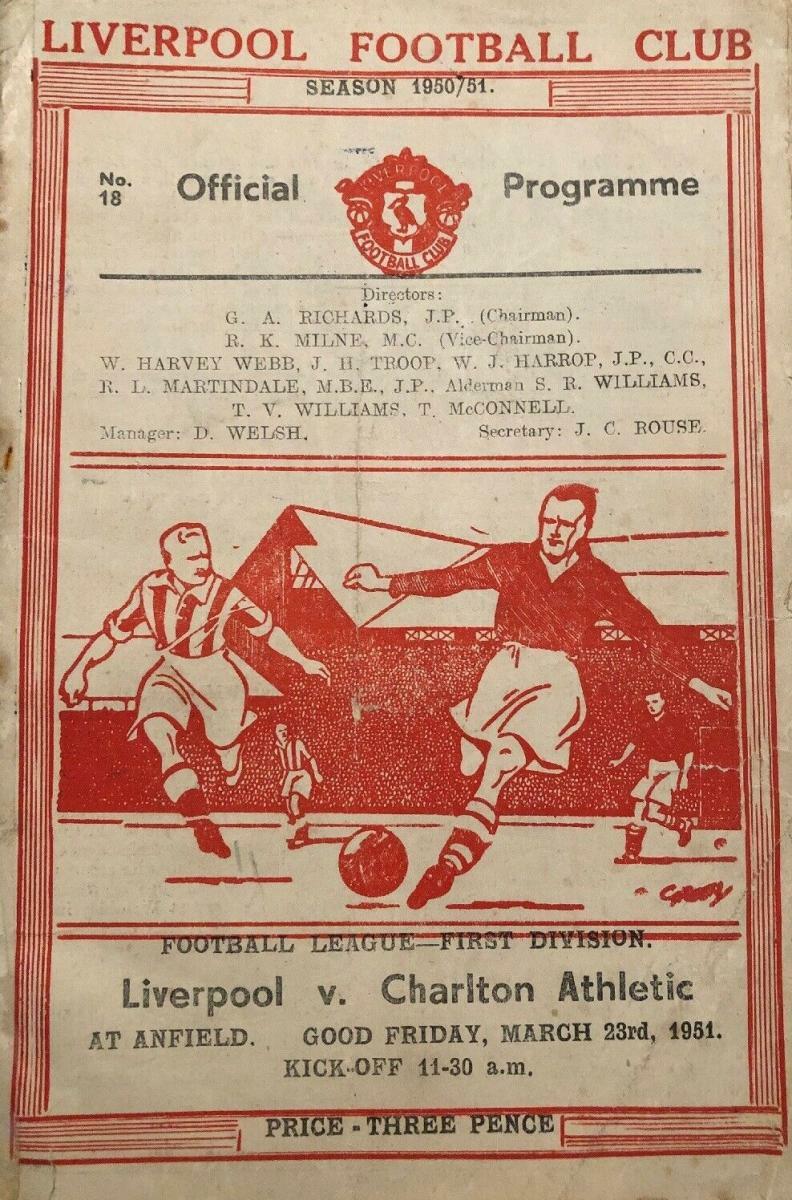 LIVERPOOL FOOTBALL CLUB
SEASON 1950/51.
No. 18 Official Programme
LIVERPOOL
FOOTBALL CLUB
Directors:
G. A. RICHARDS, J.P. (Chairman).
R. K. MILNE, M.C. (Vice-Chairman).
W. HARVEY WEBB, J. H. TROOP, W. J. HARROP, J.P., C.C.,
R. L. MARTINDALE, M.B.E., J.P., Alderman S. R. WILLIAMS,
T. V. WILLIAMS, T. McCONNELL.
Manager: D. WELSH. Secretary: J. C. ROUSE.
FOOTBALL LEAGUE—FIRST DIVISION.
Liverpool v. Charlton Athletic
AT ANFIELD. GOOD FRIDAY, MARCH 23rd, 1951.
KICK-OFF 11-30 a.m.
PRICE - THREE PENCE